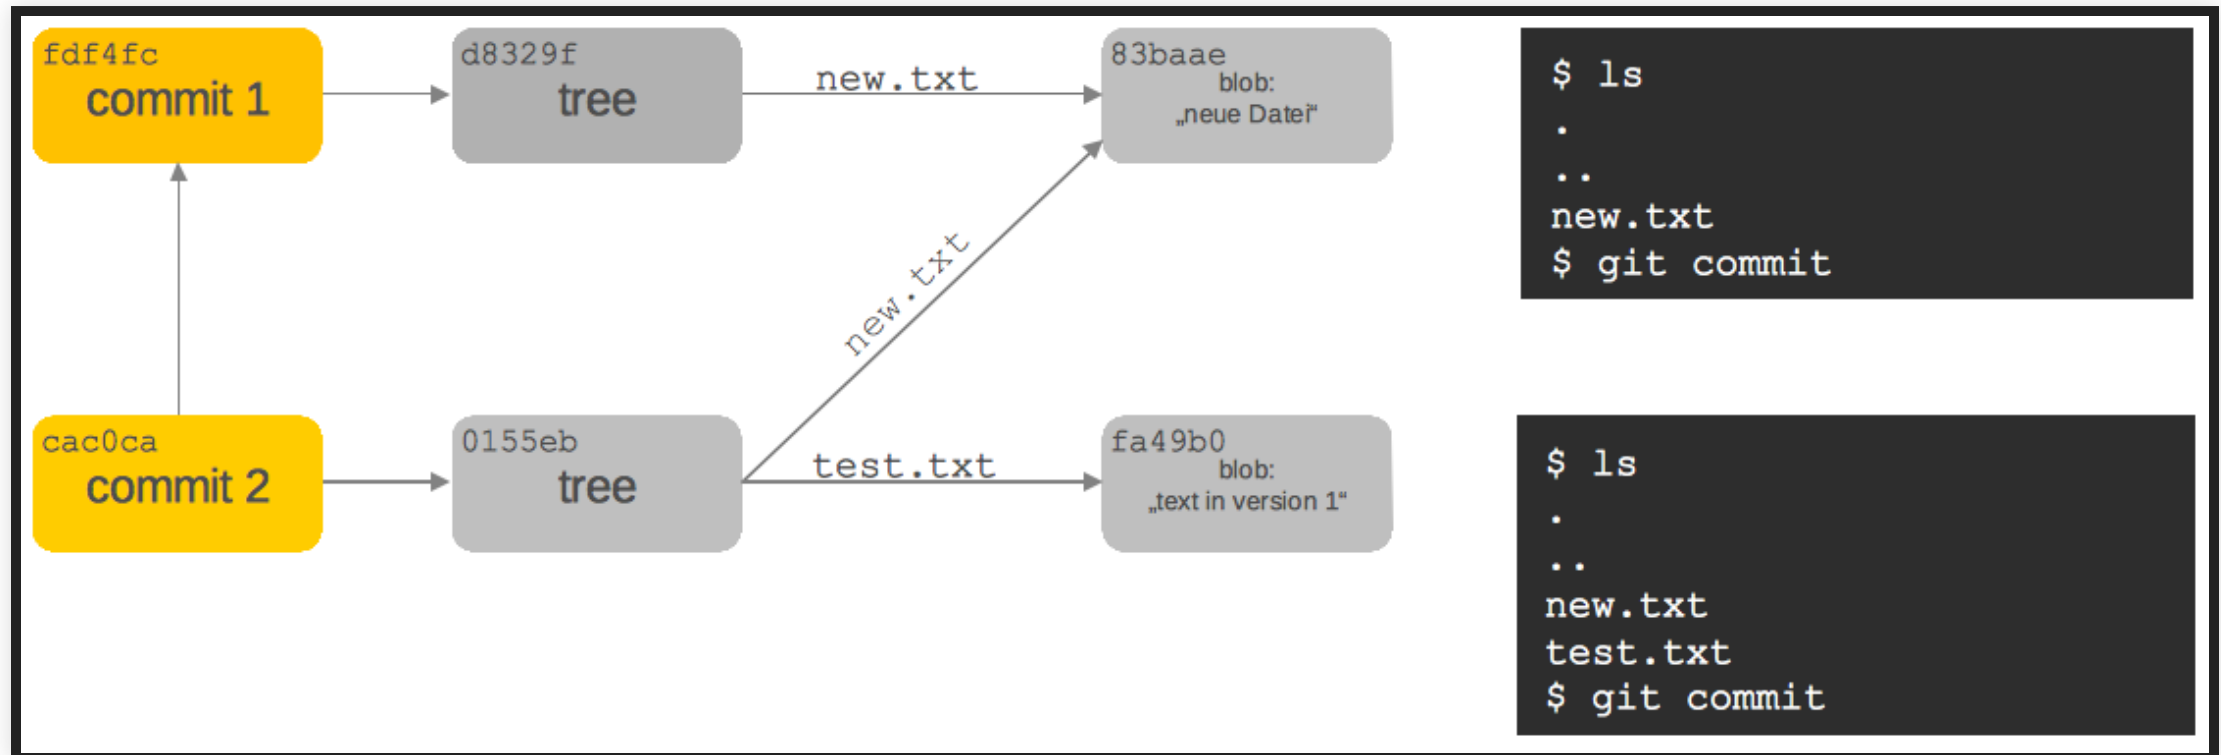 fdf4fc
commit 1
d8329f
tree
new.txt
83baae
blob:
„neue Datei“
$ ls
.
..
new.txt
$ git commit
new.txt
cac0ca
commit 2
0155eb
tree
test.txt
fa49b0
blob:
„text in version 1“
$ ls
.
..
new.txt
test.txt
$ git commit